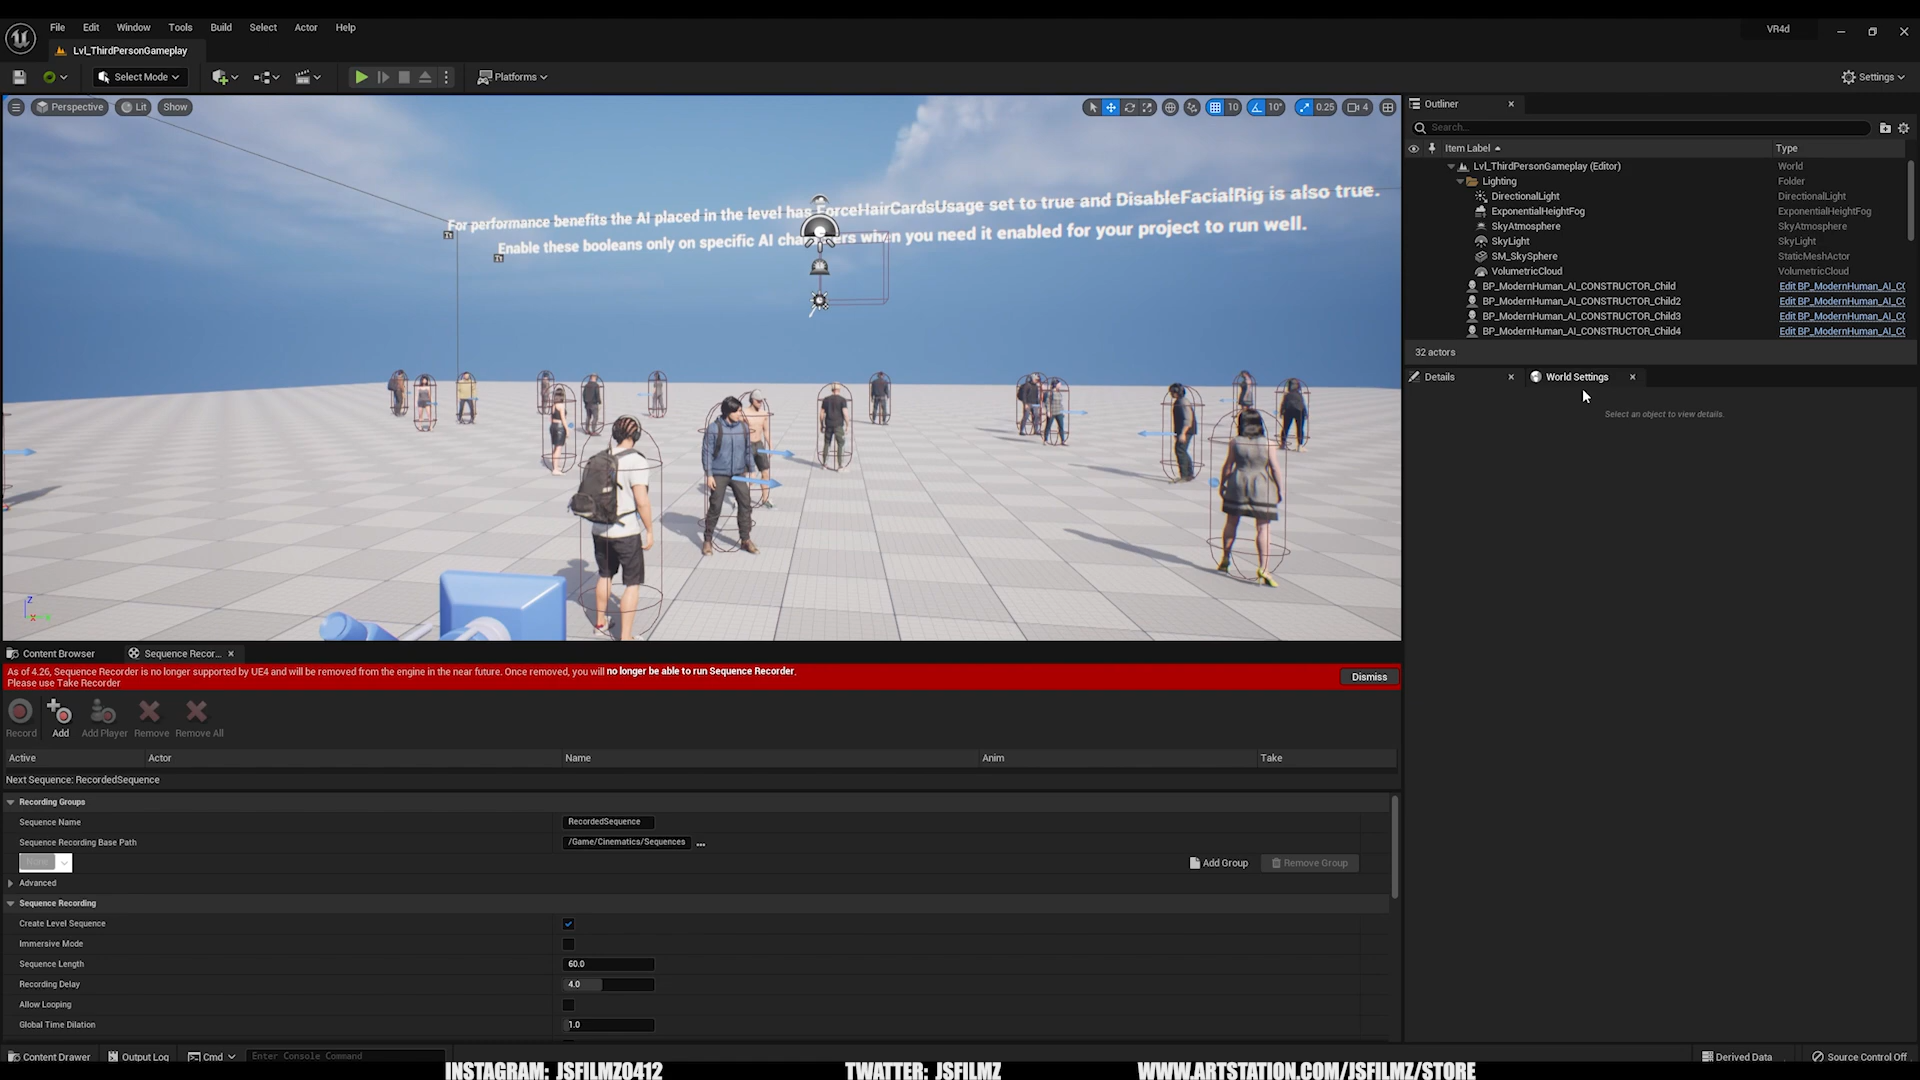 File Edit Window Tools Build Select Actor Help
VR4d
Lvl_ThirdPersonGameplay
Select Mode
Platforms
Settings
Perspective Lit Show
10 10° 0.25 4
For performance benefits the AI placed in the level has ForceHairCardsUsage set to true and DisableFacialRig is also true.
Enable these booleans only on specific AI characters when you need it enabled for your project to run well.
Z
Outliner
Search...
Item Label Type
Lvl_ThirdPersonGameplay (Editor) World
Lighting Folder
DirectionalLight DirectionalLight
ExponentialHeightFog ExponentialHeightFog
SkyAtmosphere SkyAtmosphere
SkyLight SkyLight
SM_SkySphere StaticMeshActor
VolumetricCloud VolumetricCloud
BP_ModernHuman_AI_CONSTRUCTOR_Child Edit BP_ModernHuman_AI_C(
BP_ModernHuman_AI_CONSTRUCTOR_Child2 Edit BP_ModernHuman_AI_C(
BP_ModernHuman_AI_CONSTRUCTOR_Child3 Edit BP_ModernHuman_AI_C(
BP_ModernHuman_AI_CONSTRUCTOR_Child4 Edit BP_ModernHuman_AI_C(
32 actors
Details World Settings
Select an object to view details.
Content Browser Sequence Recor...
As of 4.26, Sequence Recorder is no longer supported by UE4 and will be removed from the engine in the near future. Once removed, you will no longer be able to run Sequence Recorder.
Please use Take Recorder
Dismiss
Record Add Add Player Remove Remove All
Active Actor Name Anim Take
Next Sequence: RecordedSequence
Recording Groups
Sequence Name RecordedSequence
Sequence Recording Base Path /Game/Cinematics/Sequences ...
None Add Group Remove Group
Advanced
Sequence Recording
Create Level Sequence
Immersive Mode
Sequence Length 60.0
Recording Delay 4.0
Allow Looping
Global Time Dilation 1.0
Content Drawer Output Log Cmd Enter Console Command Derived Data Source Control Off
INSTAGRAM: JSFILMZ0412 TWATTER: JSFILMZ WWW.ARTSTATION.COM/JSFILMZ/STORE